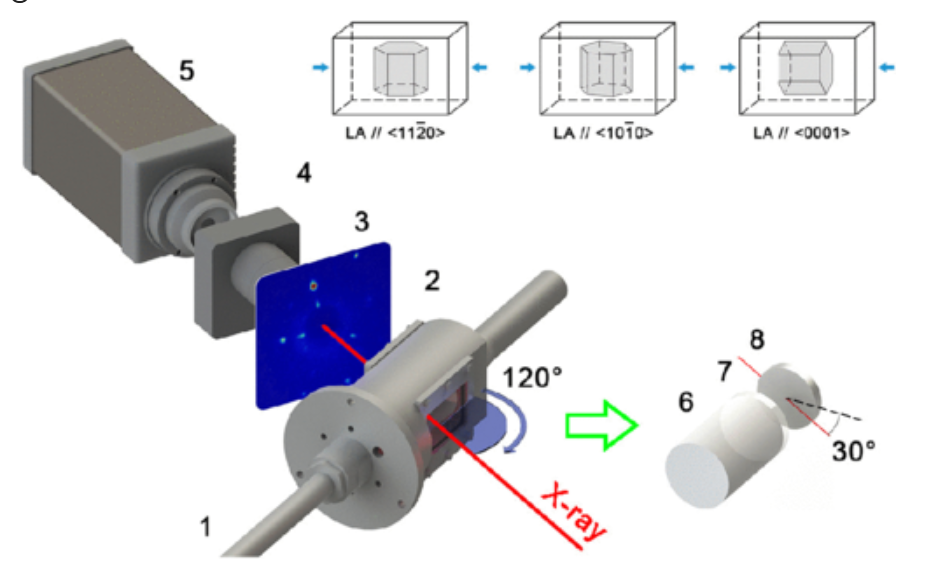 5
LA // <112̄0>
LA // <101̄0>
LA // <0001>
4
3
2
120°
8
7
6
30°
X-ray
1